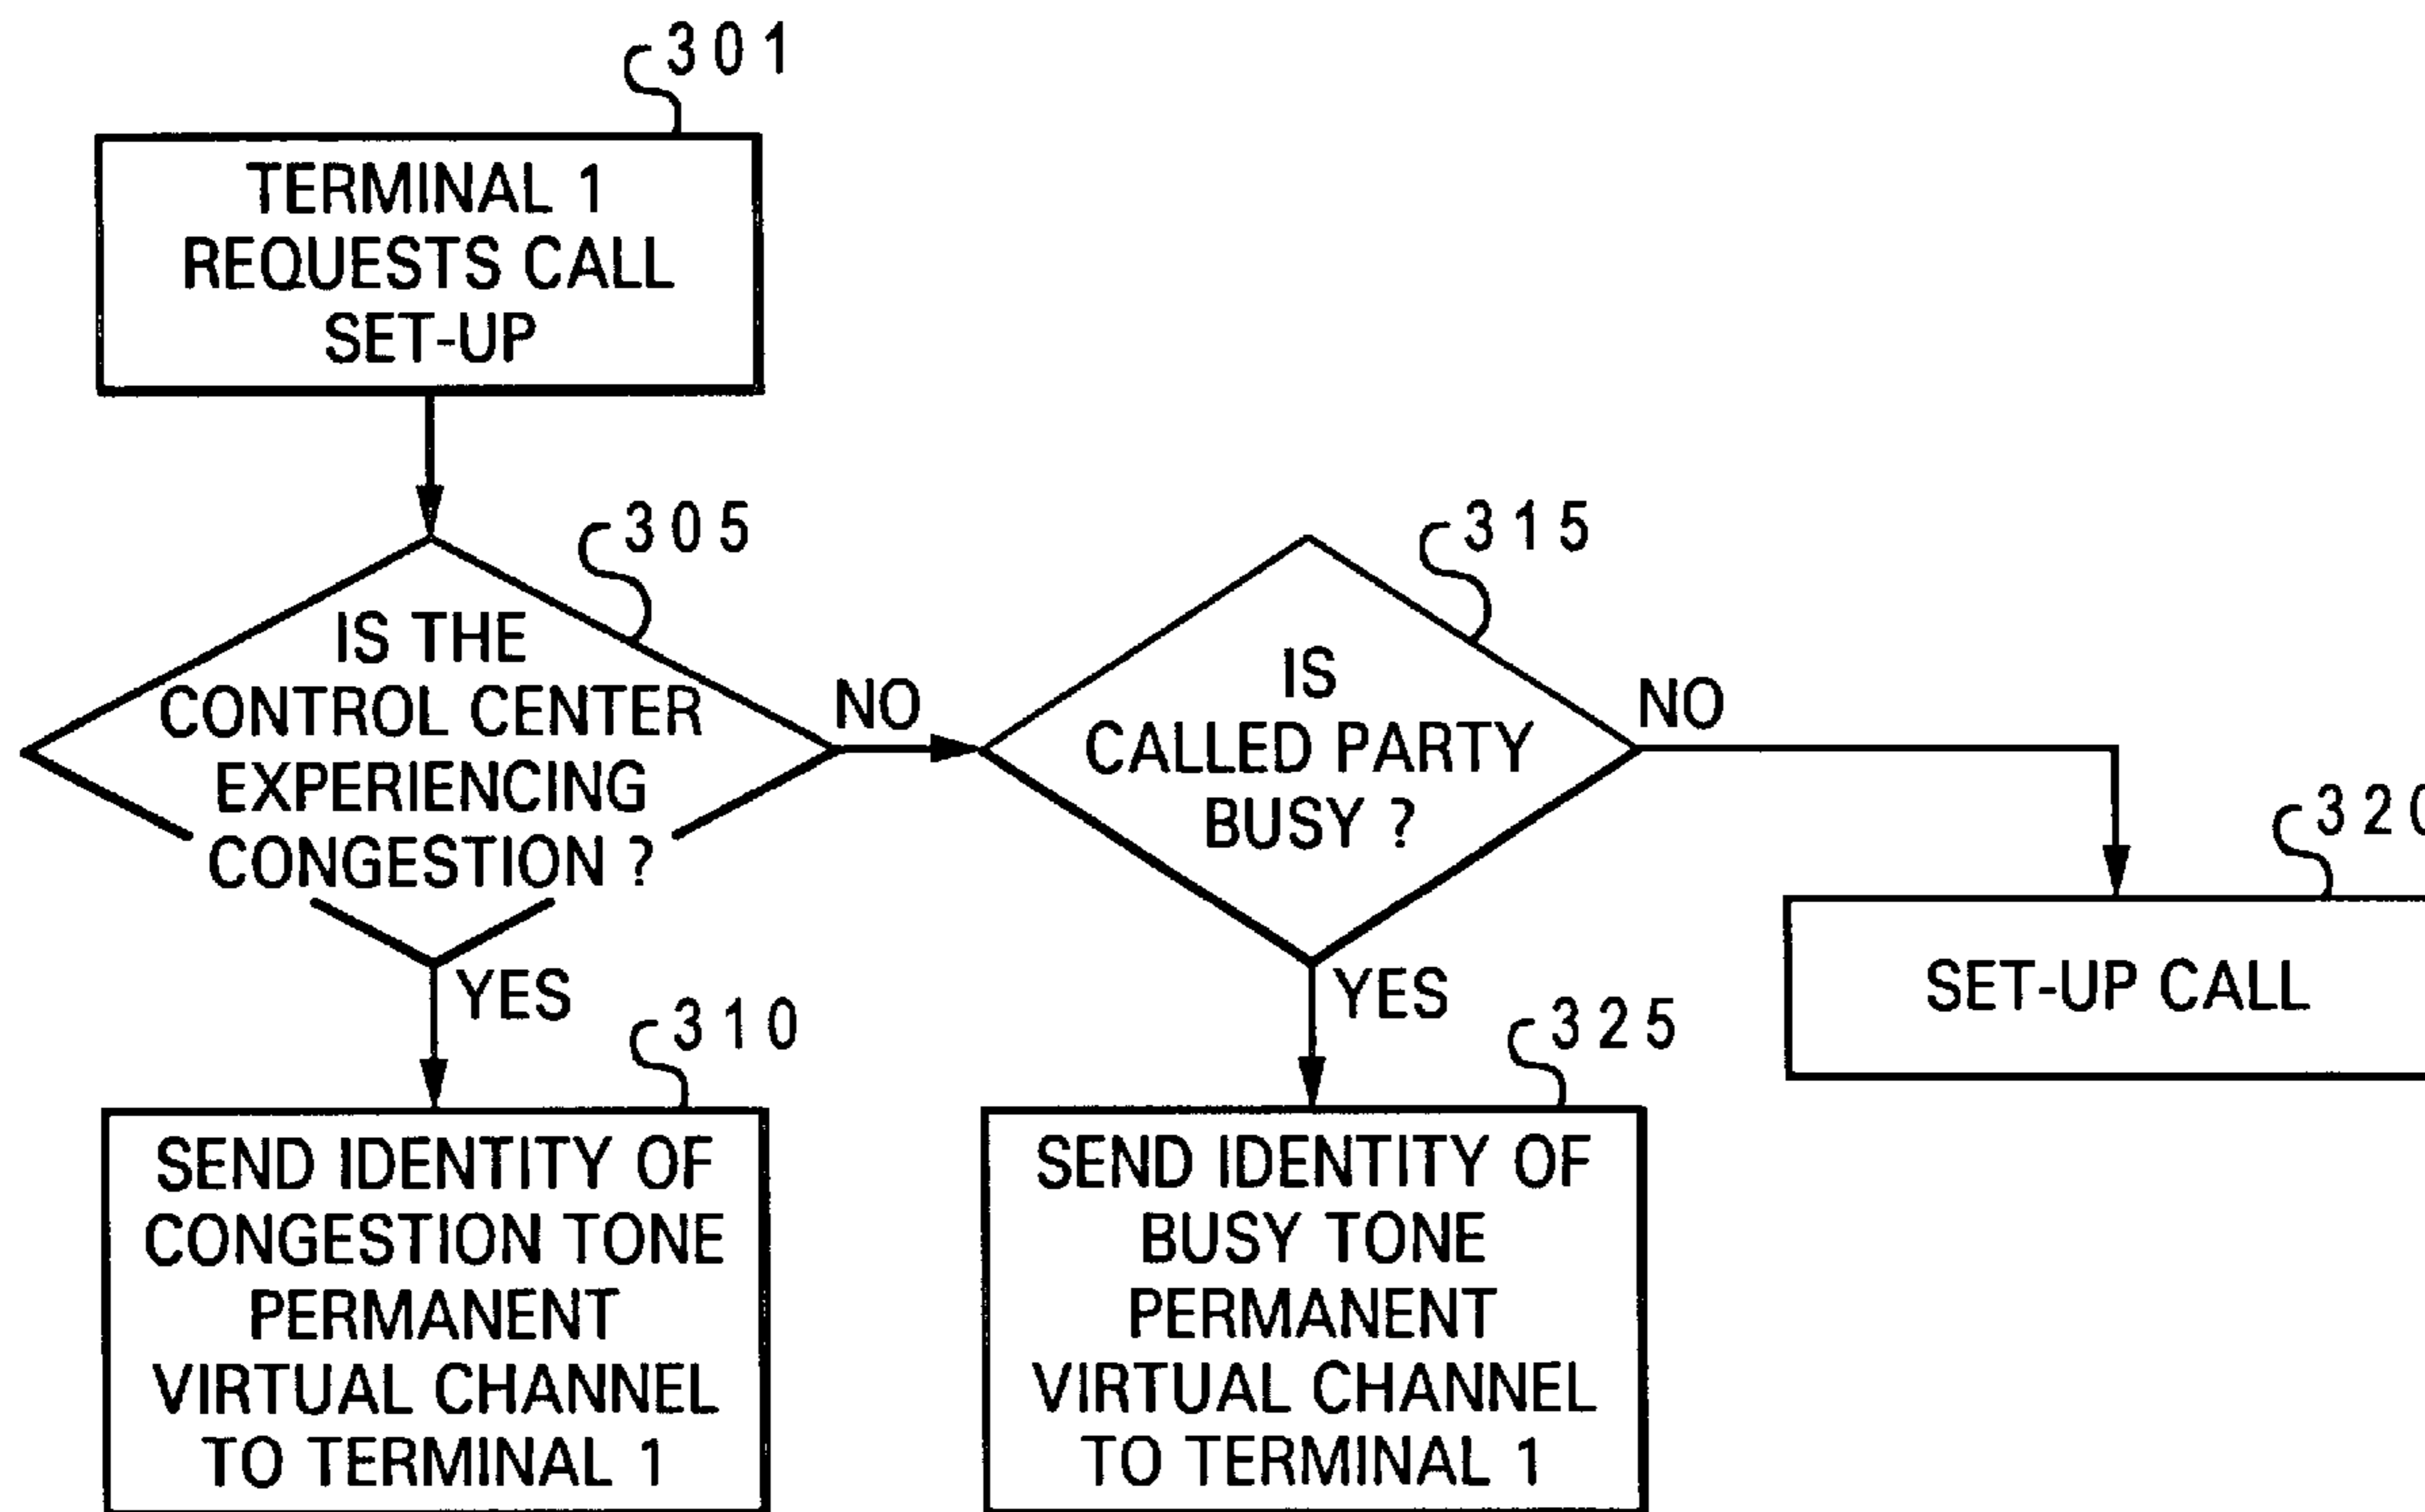 301
TERMINAL 1
REQUESTS CALL
SET-UP
305
IS THE
CONTROL CENTER
EXPERIENCING
CONGESTION ?
NO
YES
315
IS
CALLED PARTY
BUSY ?
NO
YES
320
SET-UP CALL
310
SEND IDENTITY OF
CONGESTION TONE
PERMANENT
VIRTUAL CHANNEL
TO TERMINAL 1
325
SEND IDENTITY OF
BUSY TONE
PERMANENT
VIRTUAL CHANNEL
TO TERMINAL 1